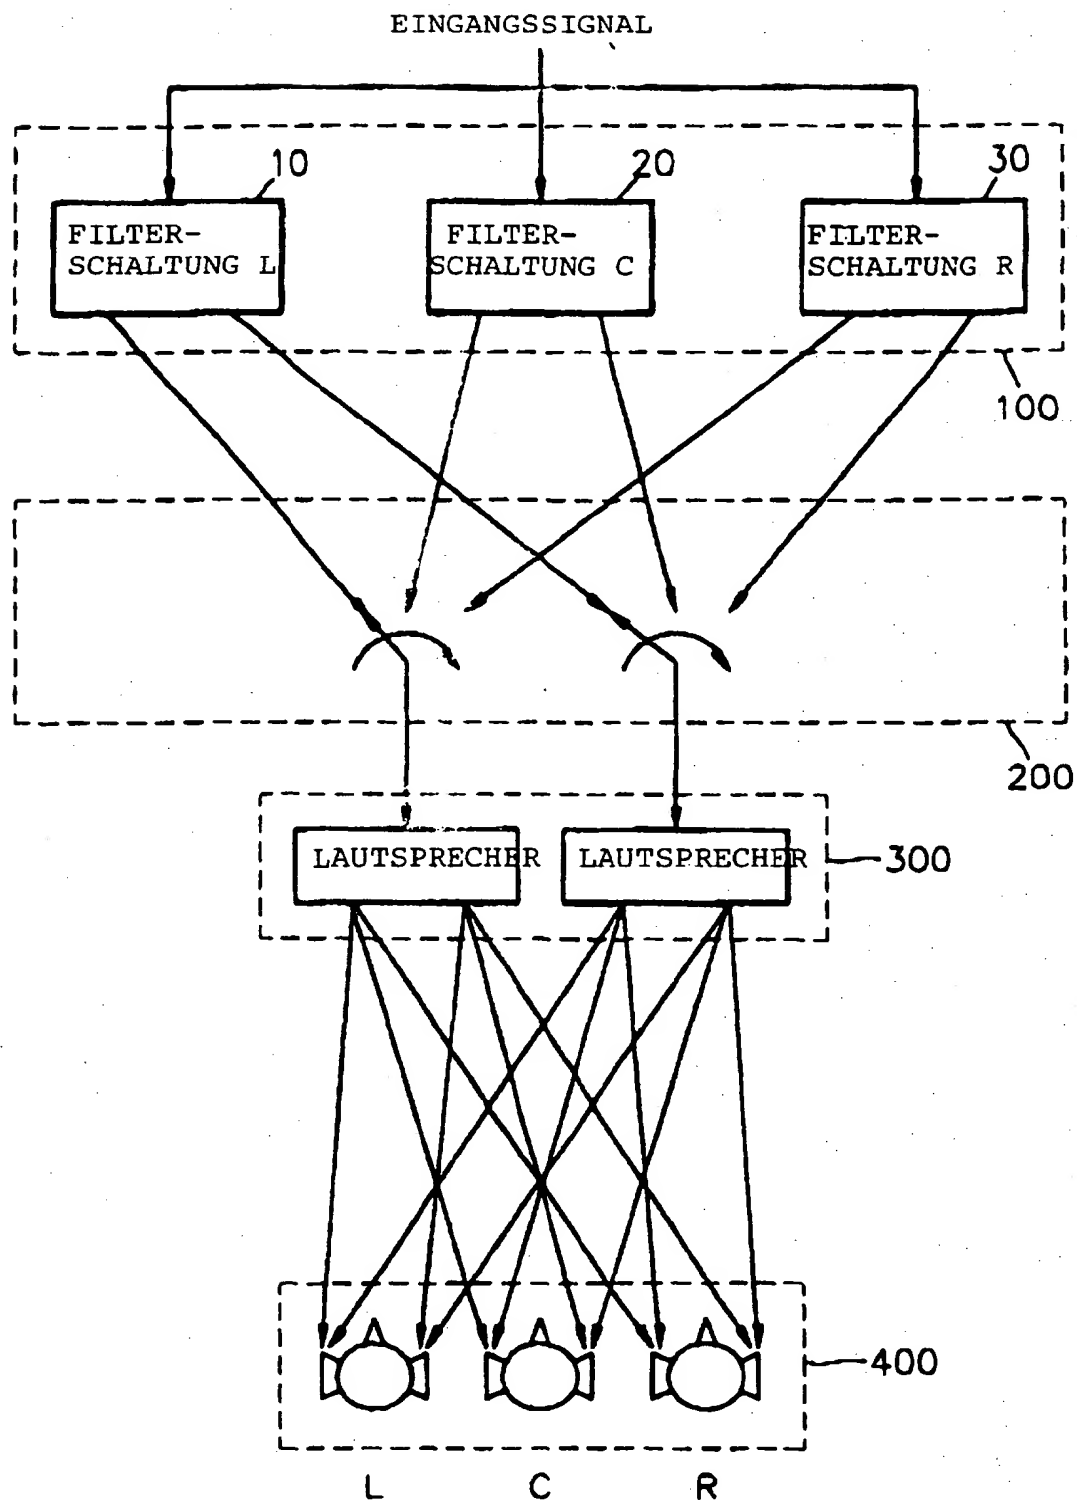 EINGANGSSIGNAL
10
20
30
FILTER-
SCHALTUNG L
FILTER-
SCHALTUNG C
FILTER-
SCHALTUNG R
100
200
LAUTSPRECHER
LAUTSPRECHER
300
400
L
C
R